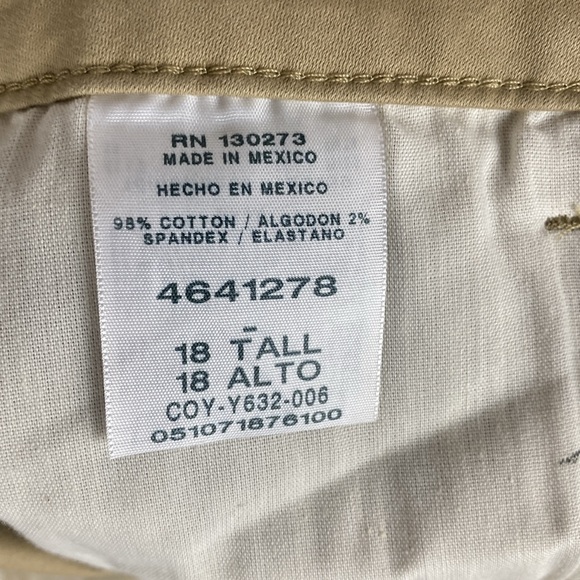 RN 130273
MADE IN MEXICO
HECHO EN MEXICO
98% COTTON / ALGODON 2%
SPANDEX / ELASTANO
4641278
-
18 TALL
18 ALTO
COY-Y632-006
051071876100